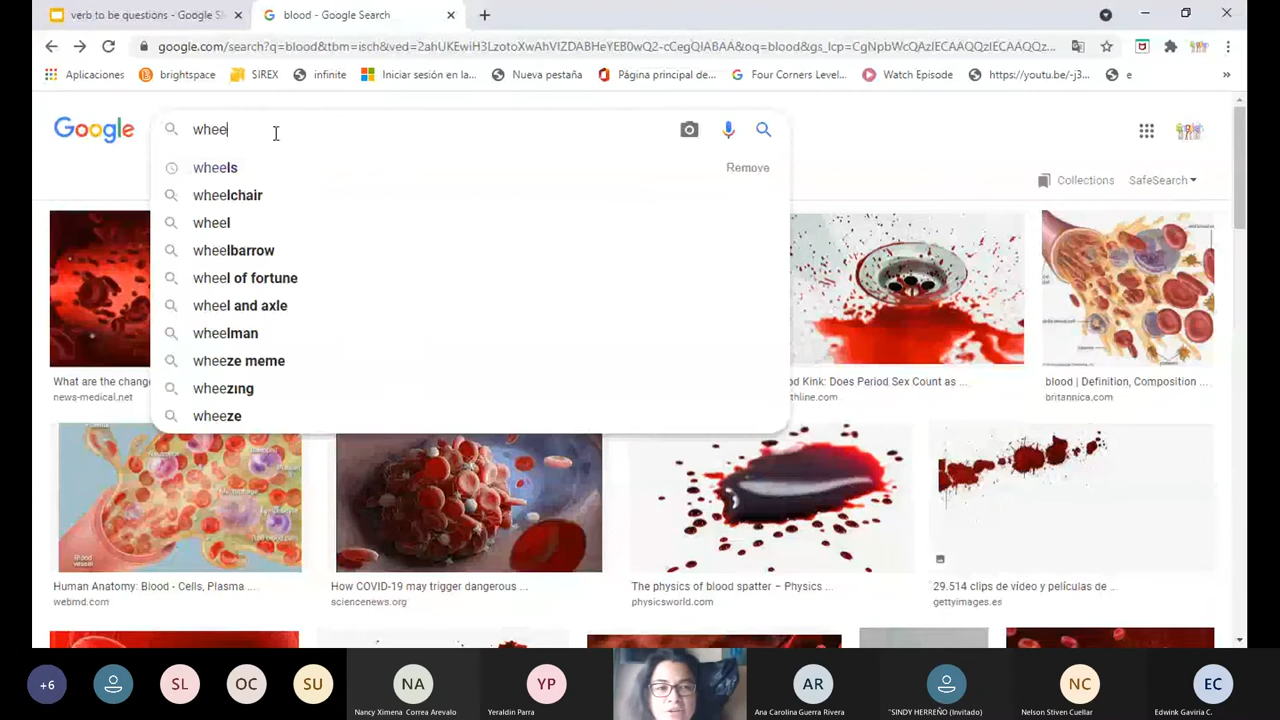 verb to be questions - Google Sl
blood - Google Search
google.com/search?q=blood&tbm=isch&ved=2ahUKEwiH3LzotoXwAhVIZDABHeYEB0wQ2-cCegQIABAA&oq=blood&gs_lcp=CgNpbWcQAzIECAAQQzIECAAQQzIECAAQQzE...
Aplicaciones
brightspace
SIREX
infinite
Iniciar sesión en la...
Nueva pestaña
Página principal de...
Four Corners Level...
Watch Episode
https://youtu.be/-j3...
e
»
Google
whee
wheels
Remove
wheelchair
wheel
wheelbarrow
wheel of fortune
wheel and axle
wheelman
wheeze meme
wheezing
wheeze
Collections
SafeSearch
What are the chang
news-medical.net
od Kink: Does Period Sex Count as ...
hline.com
blood | Definition, Composition ...
britannica.com
Human Anatomy: Blood - Cells, Plasma ...
webmd.com
How COVID-19 may trigger dangerous ...
sciencenews.org
The physics of blood spatter – Physics ...
physicsworld.com
29.514 clips de vídeo y películas de ...
gettyimages.es
Blood
vessel
+6
SL
OC
SU
NA
Nancy Ximena Correa Arevalo
YP
Yeraldin Parra
AR
Ana Carolina Guerra Rivera
"SINDY HERREÑO (Invitado)
NC
Nelson Stiven Cuellar
EC
Edwink Gaviria C.